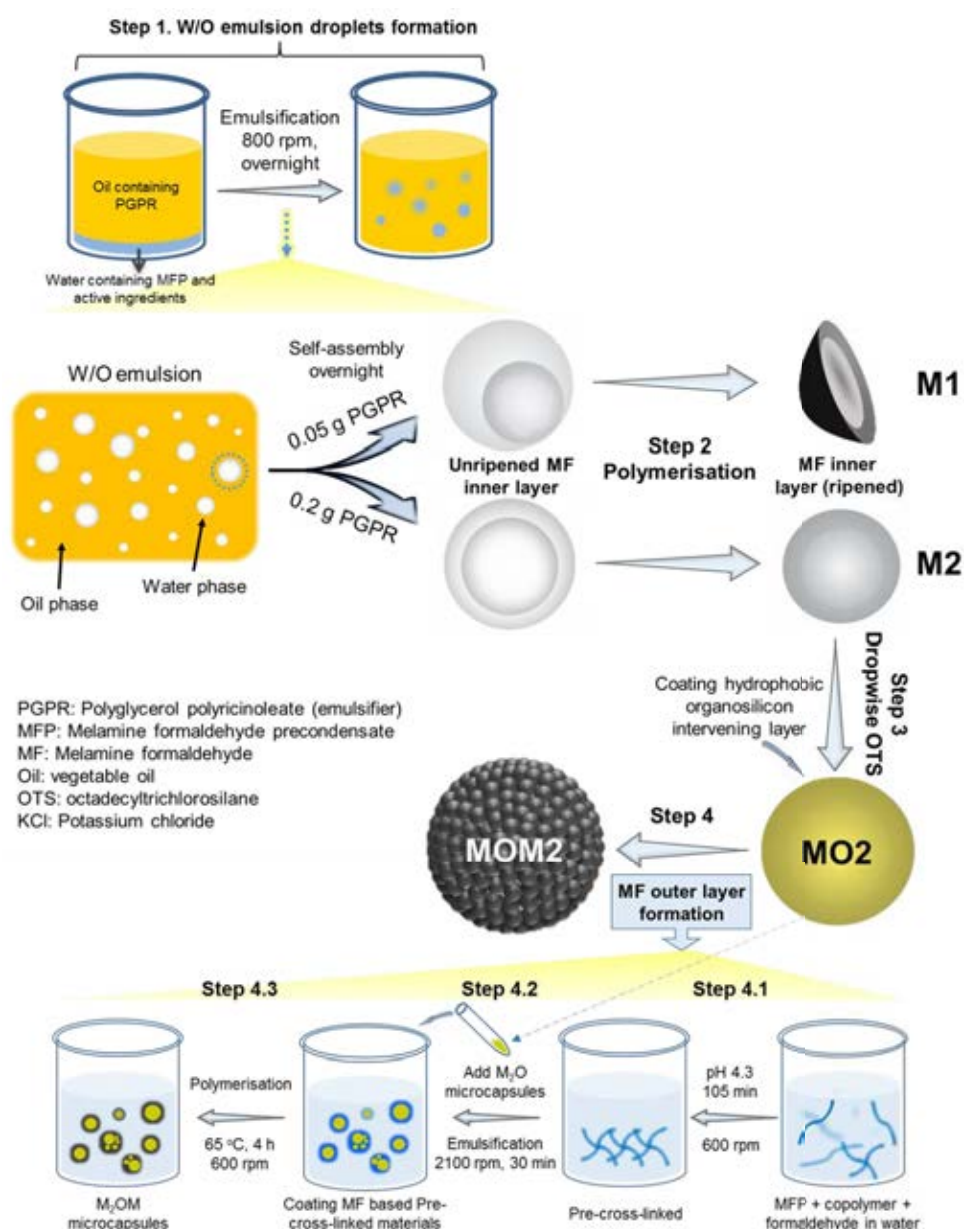 Step 1. W/O emulsion droplets formation
Emulsification
800 rpm,
overnight
Oil containing
PGPR
Water containing MFP and
active ingredients
W/O emulsion
Self-assembly
overnight
0.05 g PGPR
0.2 g PGPR
Oil phase
Water phase
Unripened MF
inner layer
Step 2
Polymerisation
MF inner
layer (ripened)
M1
M2
Step 3
Dropwise OTS
Coating hydrophobic
organosilicon
intervening layer
PGPR: Polyglycerol polyricinoleate (emulsifier)
MFP: Melamine formaldehyde precondensate
MF: Melamine formaldehyde
Oil: vegetable oil
OTS: octadecyltrichlorosilane
KCl: Potassium chloride
MOM2
Step 4
MO2
MF outer layer
formation
Step 4.3
Step 4.2
Step 4.1
Polymerisation
65 °C, 4 h
600 rpm
Add M₂O
microcapsules
Emulsification
2100 rpm, 30 min
pH 4.3
105 min
600 rpm
M₂OM
microcapsules
Coating MF based Pre-
cross-linked materials
Pre-cross-linked
MFP + copolymer +
formaldehyde in water